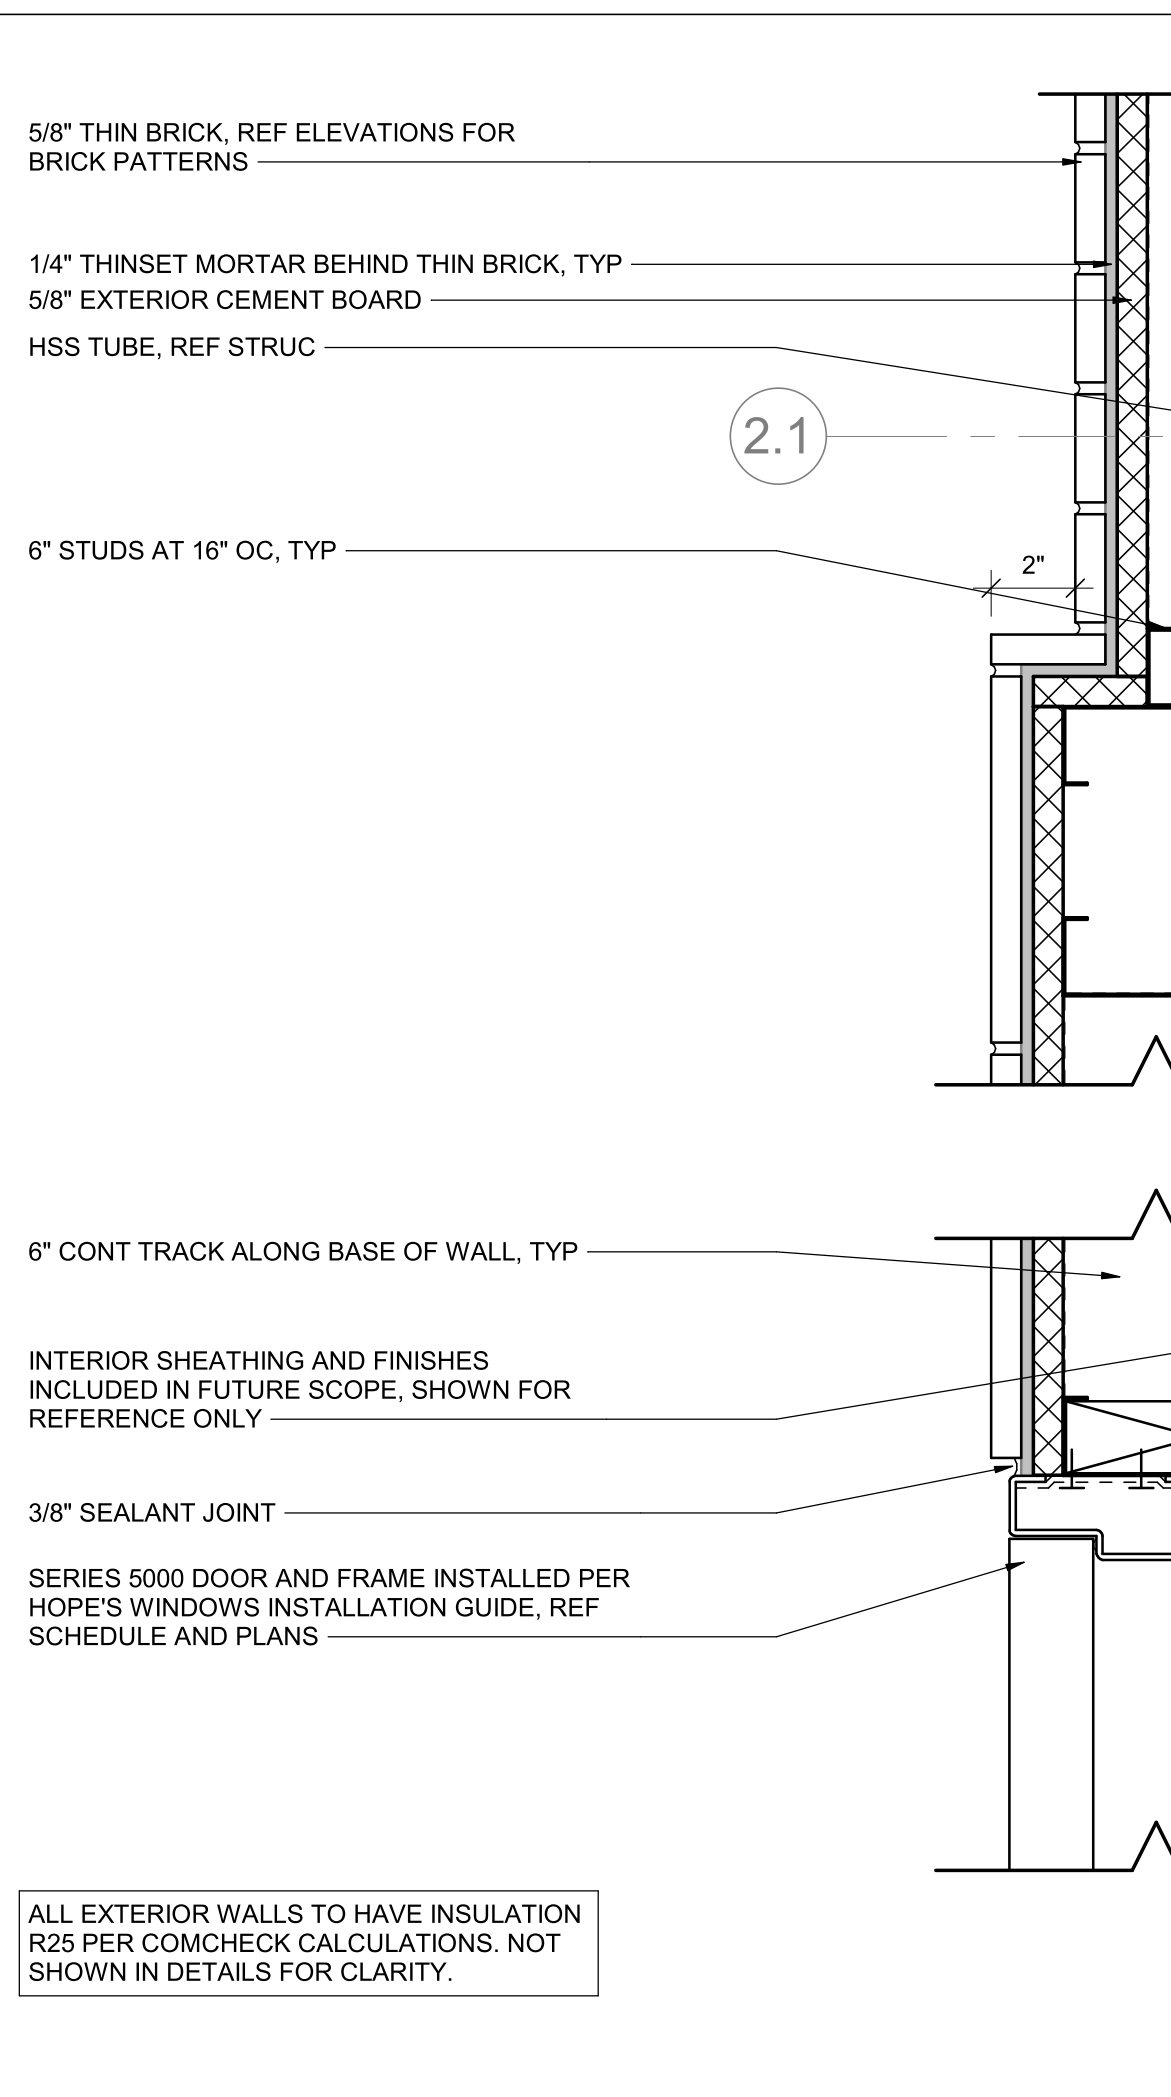 5/8" THIN BRICK, REF ELEVATIONS FOR
BRICK PATTERNS
1/4" THINSET MORTAR BEHIND THIN BRICK, TYP
5/8" EXTERIOR CEMENT BOARD
HSS TUBE, REF STRUC
2.1
6" STUDS AT 16" OC, TYP
2"
6" CONT TRACK ALONG BASE OF WALL, TYP
INTERIOR SHEATHING AND FINISHES
INCLUDED IN FUTURE SCOPE, SHOWN FOR
REFERENCE ONLY
3/8" SEALANT JOINT
SERIES 5000 DOOR AND FRAME INSTALLED PER
HOPE'S WINDOWS INSTALLATION GUIDE, REF
SCHEDULE AND PLANS
ALL EXTERIOR WALLS TO HAVE INSULATION
R25 PER COMCHECK CALCULATIONS. NOT
SHOWN IN DETAILS FOR CLARITY.